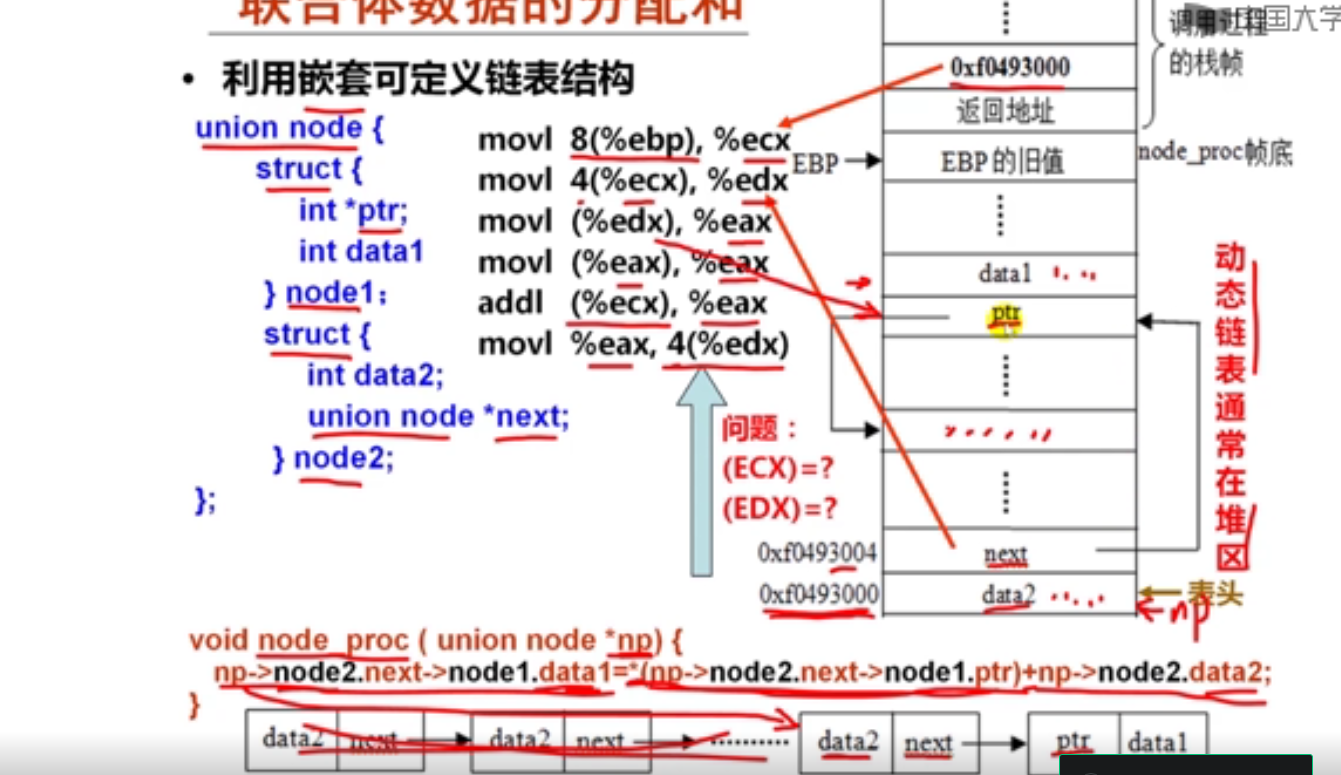 联合体数据的分配和
• 利用嵌套可定义链表结构
union node {
struct {
int *ptr;
int data1
} node1;
struct {
int data2;
union node *next;
} node2;
};
movl 8(%ebp), %ecx
movl 4(%ecx), %edx
movl (%edx), %eax
movl (%eax), %eax
addl (%ecx), %eax
movl %eax, 4(%edx)
问题：
(ECX)=?
(EDX)=?
国大学
调用过程
的栈帧
0xf0493000
返回地址
EBP
EBP 的旧值
node_proc帧底
data1
ptr
0xf0493004
next
0xf0493000
data2
表头
np
动态链表通常在堆区
void node_proc ( union node *np) {
np->node2.next->node1.data1=*(np->node2.next->node1.ptr)+np->node2.data2;
}
data2 next data2 next ·········· data2 next ptr data1